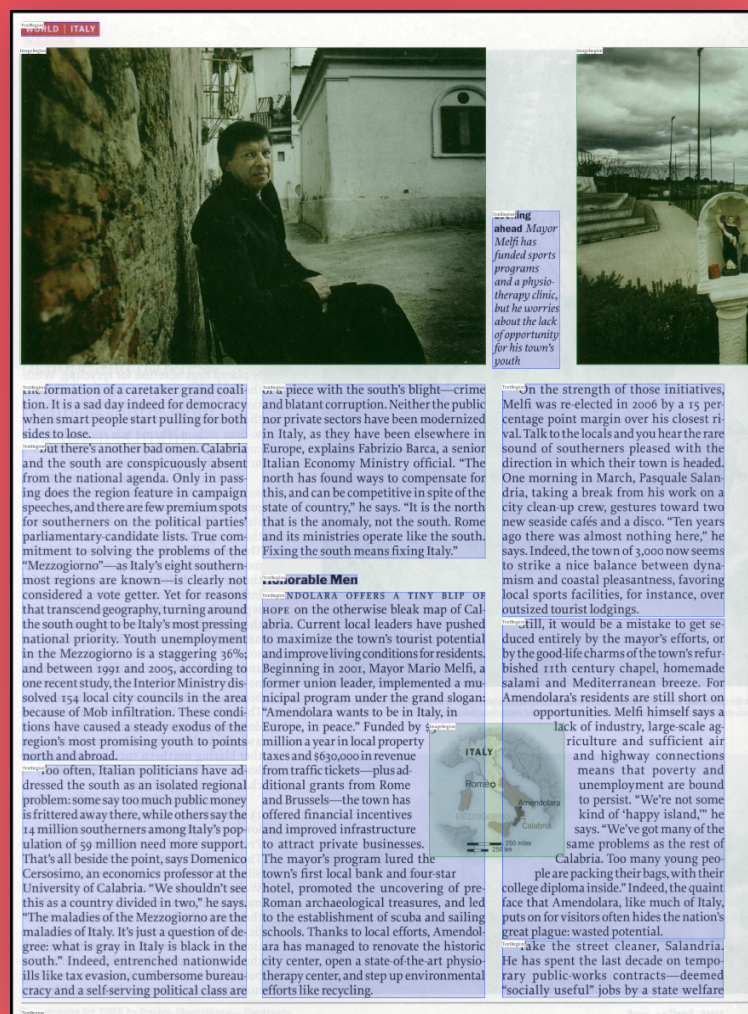 WORLD | ITALY
ahead Mayor
Melfi has
funded sports
programs
and a physio-
therapy clinic,
but he worries
about the lack
of opportunity
for his town's
youth
the formation of a caretaker grand coali-
tion. It is a sad day indeed for democracy
when smart people start pulling for both
sides to lose.
But there's another bad omen. Calabria
and the south are conspicuously absent
from the national agenda. Only in pass-
ing does the region feature in campaign
speeches, and there are few premium spots
for southerners on the political parties'
parliamentary-candidate lists. True com-
mitment to solving the problems of the
"Mezzogiorno"—as Italy's eight southern-
most regions are known—is clearly not
considered a vote getter. Yet for reasons
that transcend geography, turning around
the south ought to be Italy's most pressing
national priority. Youth unemployment
in the Mezzogiorno is a staggering 36%;
and between 1991 and 2005, according to
one recent study, the Interior Ministry dis-
solved 154 local city councils in the area
because of Mob infiltration. These condi-
tions have caused a steady exodus of the
region's most promising youth to points
north and abroad.
Too often, Italian politicians have ad-
dressed the south as an isolated regional
problem: some say too much public money
is frittered away there, while others say the
14 million southerners among Italy's pop-
ulation of 59 million need more support.
That's all beside the point, says Domenico
Cersosimo, an economics professor at the
University of Calabria. "We shouldn't see
this as a country divided in two," he says.
"The maladies of the Mezzogiorno are the
maladies of Italy. It's just a question of de-
gree: what is gray in Italy is black in the
south." Indeed, entrenched nationwide
ills like tax evasion, cumbersome bureau-
cracy and a self-serving political class are
of a piece with the south's blight—crime
and blatant corruption. Neither the public
nor private sectors have been modernized
in Italy, as they have been elsewhere in
Europe, explains Fabrizio Barca, a senior
Italian Economy Ministry official. "The
north has found ways to compensate for
this, and can be competitive in spite of the
state of country," he says. "It is the north
that is the anomaly, not the south. Rome
and its ministries operate like the south.
Fixing the south means fixing Italy."
Honorable Men
AMENDOLARA OFFERS A TINY BLIP OF
HOPE on the otherwise bleak map of Cal-
abria. Current local leaders have pushed
to maximize the town's tourist potential
and improve living conditions for residents.
Beginning in 2001, Mayor Mario Melfi, a
former union leader, implemented a mu-
nicipal program under the grand slogan:
"Amendolara wants to be in Italy, in
Europe, in peace." Funded by
million a year in local property
taxes and $630,000 in revenue
from traffic tickets—plus ad-
ditional grants from Rome
and Brussels—the town has
offered financial incentives
and improved infrastructure
to attract private businesses.
The mayor's program lured the
town's first local bank and four-star
hotel, promoted the uncovering of pre-
Roman archaeological treasures, and led
to the establishment of scuba and sailing
schools. Thanks to local efforts, Amendol-
ara has managed to renovate the historic
city center, open a state-of-the-art physio-
therapy center, and step up environmental
efforts like recycling.
ITALY
Rome
Amendolara
MEZZOGIORNO
Calabria
250 miles
250 km
On the strength of those initiatives,
Melfi was re-elected in 2006 by a 15 per-
centage point margin over his closest ri-
val. Talk to the locals and you hear the rare
sound of southerners pleased with the
direction in which their town is headed.
One morning in March, Pasquale Salan-
dria, taking a break from his work on a
city clean-up crew, gestures toward two
new seaside cafés and a disco. "Ten years
ago there was almost nothing here," he
says. Indeed, the town of 3,000 now seems
to strike a nice balance between dyna-
mism and coastal pleasantness, favoring
local sports facilities, for instance, over
outsized tourist lodgings.
Still, it would be a mistake to get se-
duced entirely by the mayor's efforts, or
by the good-life charms of the town's refur-
bished 11th century chapel, homemade
salami and Mediterranean breeze. For
Amendolara's residents are still short on
opportunities. Melfi himself says a
lack of industry, large-scale ag-
riculture and sufficient air
and highway connections
means that poverty and
unemployment are bound
to persist. "We're not some
kind of 'happy island,'" he
says. "We've got many of the
same problems as the rest of
Calabria. Too many young peo-
ple are packing their bags, with their
college diploma inside." Indeed, the quaint
face that Amendolara, like much of Italy,
puts on for visitors often hides the nation's
great plague: wasted potential.
Take the street cleaner, Salandria.
He has spent the last decade on tempo-
rary public-works contracts—deemed
"socially useful" jobs by a state welfare